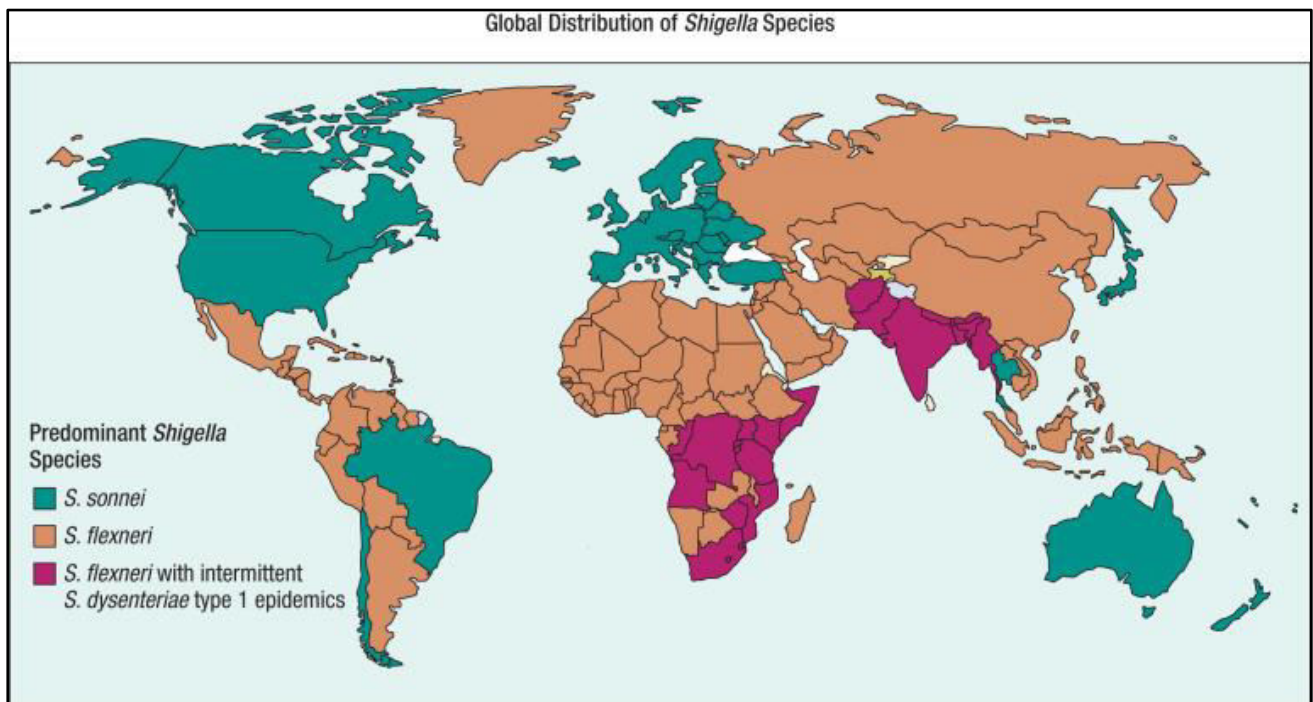 Global Distribution of Shigella Species
Predominant Shigella
Species
S. sonnei
S. flexneri
S. flexneri with intermittent
S. dysenteriae type 1 epidemics